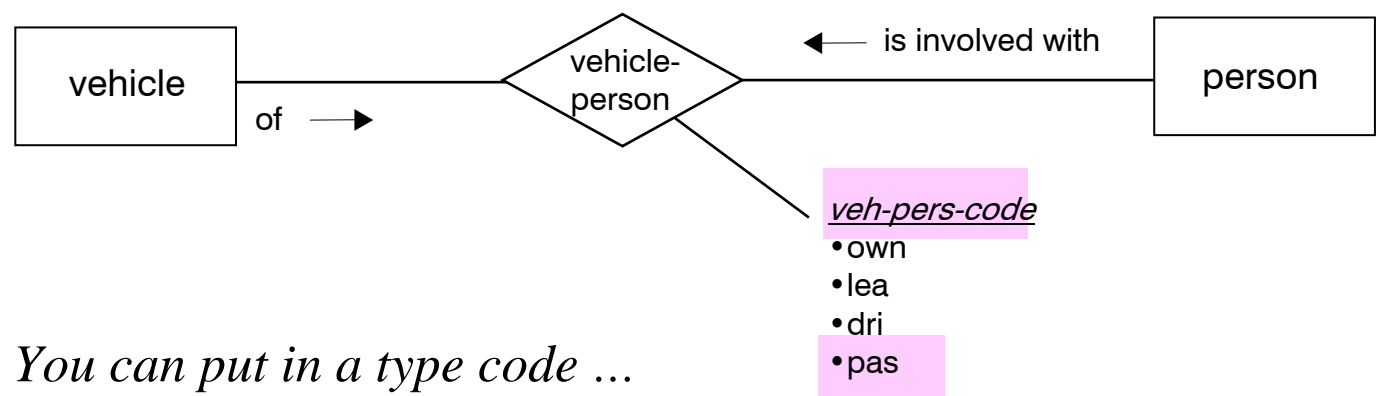 vehicle
of
vehicle-
person
is involved with
person
veh-pers-code
•own
•lea
•dri
•pas
You can put in a type code ...